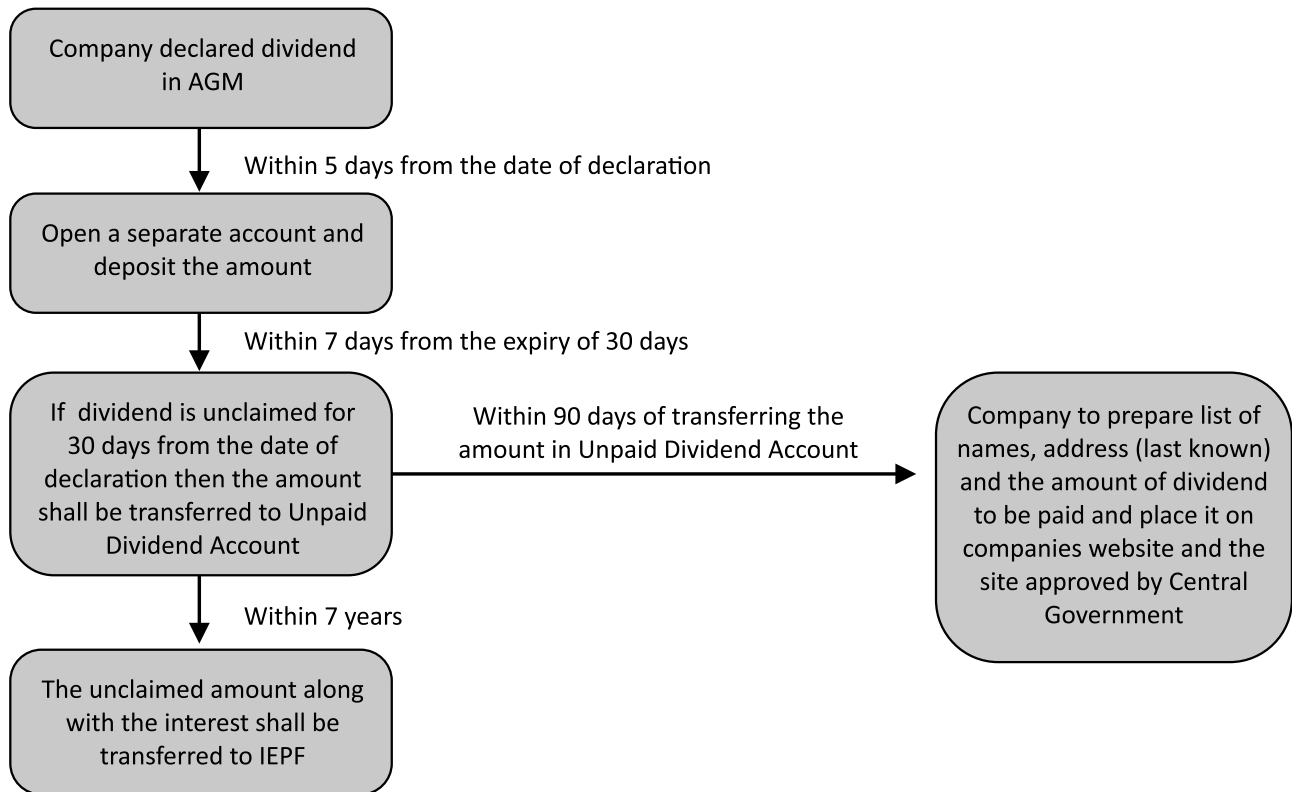 Company declared dividend
in AGM
Within 5 days from the date of declaration
Open a separate account and
deposit the amount
Within 7 days from the expiry of 30 days
If dividend is unclaimed for
30 days from the date of
declaration then the amount
shall be transferred to Unpaid
Dividend Account
Within 90 days of transferring the
amount in Unpaid Dividend Account
Company to prepare list of
names, address (last known)
and the amount of dividend
to be paid and place it on
companies website and the
site approved by Central
Government
Within 7 years
The unclaimed amount along
with the interest shall be
transferred to IEPF